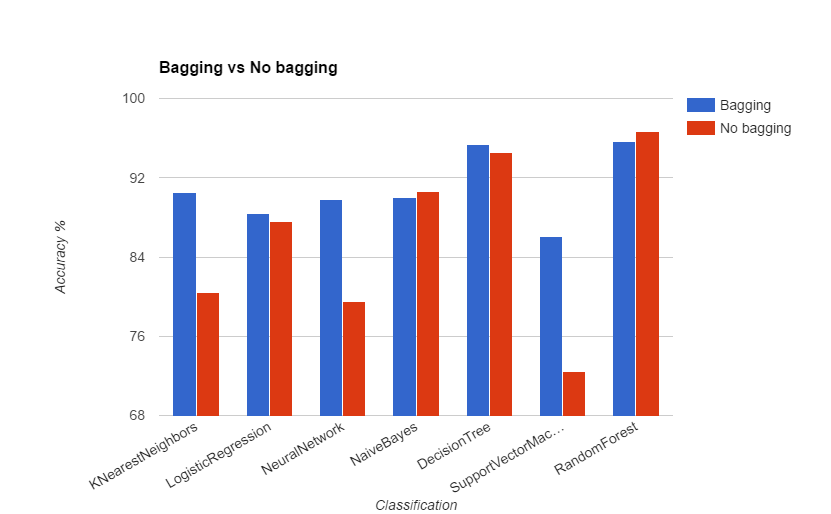 Bagging vs No bagging
100
92
84
76
68
Accuracy %
Bagging
No bagging
KNearestNeighbors
LogisticRegression
NeuralNetwork
NaiveBayes
DecisionTree
SupportVectorMac…
RandomForest
Classification